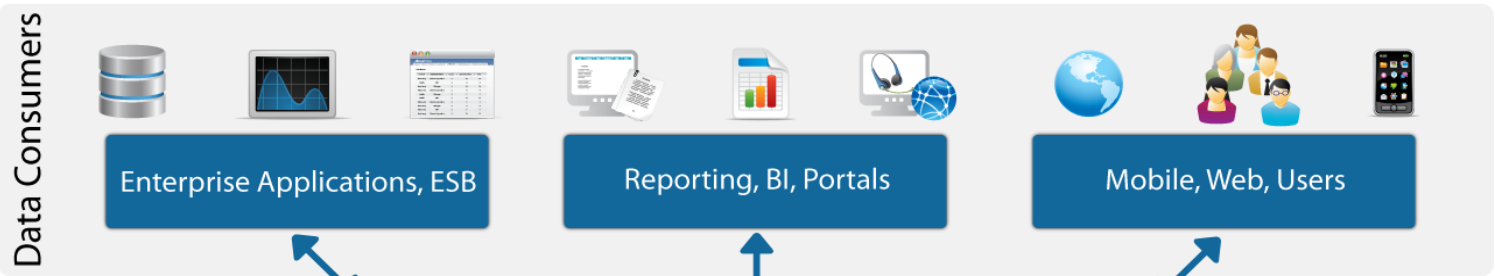 Data Consumers
Enterprise Applications, ESB
Reporting, BI, Portals
Mobile, Web, Users